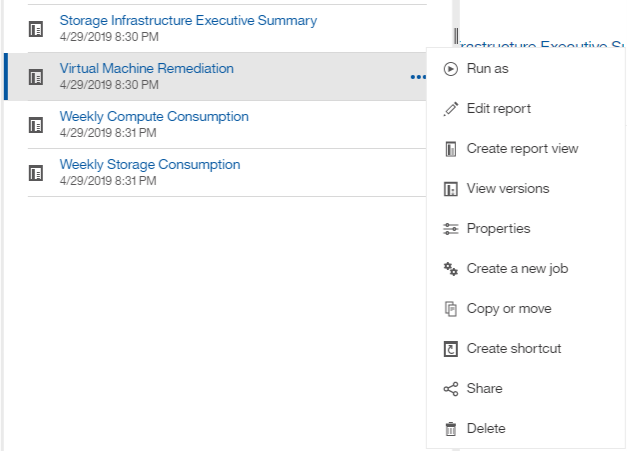 Storage Infrastructure Executive Summary
4/29/2019 8:30 PM
Virtual Machine Remediation
4/29/2019 8:30 PM
Weekly Compute Consumption
4/29/2019 8:31 PM
Weekly Storage Consumption
4/29/2019 8:31 PM
Executive
Run as
Edit report
Create report view
View versions
Properties
Create a new job
Copy or move
Create shortcut
Share
Delete